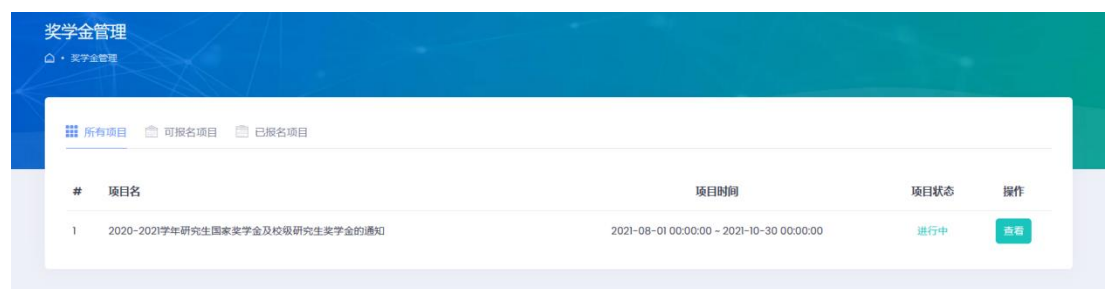 奖学金管理
• 奖学金管理
所有项目 可报名项目 已报名项目
# 项目名 项目时间 项目状态 操作
1 2020-2021学年研究生国家奖学金及校级研究生奖学金的通知 2021-08-01 00:00:00 ~ 2021-10-30 00:00:00 进行中 查看